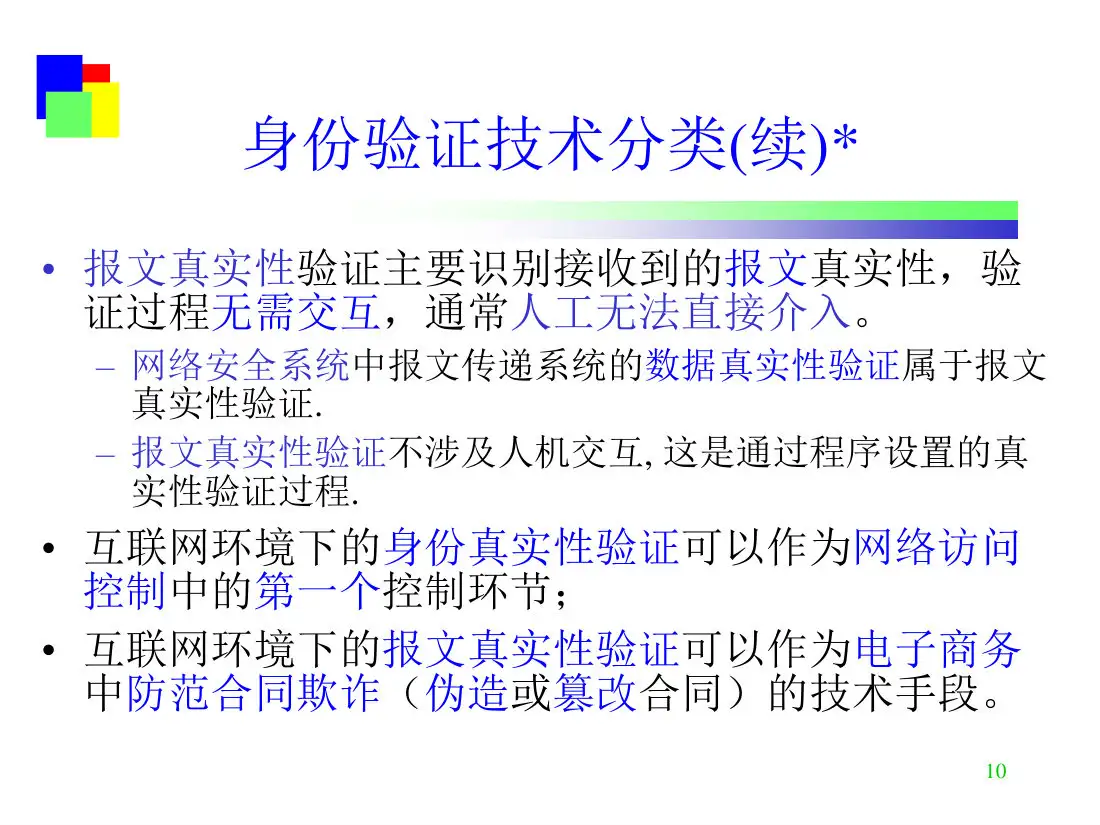 身份验证技术分类(续)*
• 报文真实性验证主要识别接收到的报文真实性，验
证过程无需交互，通常人工无法直接介入。
– 网络安全系统中报文传递系统的数据真实性验证属于报文
真实性验证.
– 报文真实性验证不涉及人机交互, 这是通过程序设置的真
实性验证过程.
• 互联网环境下的身份真实性验证可以作为网络访问
控制中的第一个控制环节；
• 互联网环境下的报文真实性验证可以作为电子商务
中防范合同欺诈（伪造或篡改合同）的技术手段。
10